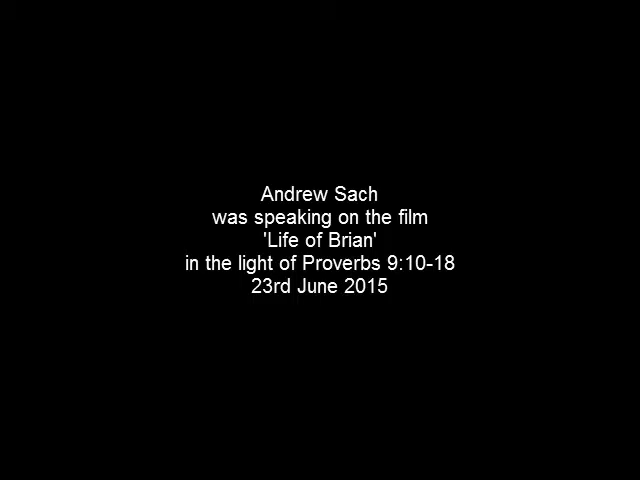 Andrew Sach
was speaking on the film
'Life of Brian'
in the light of Proverbs 9:10-18
23rd June 2015